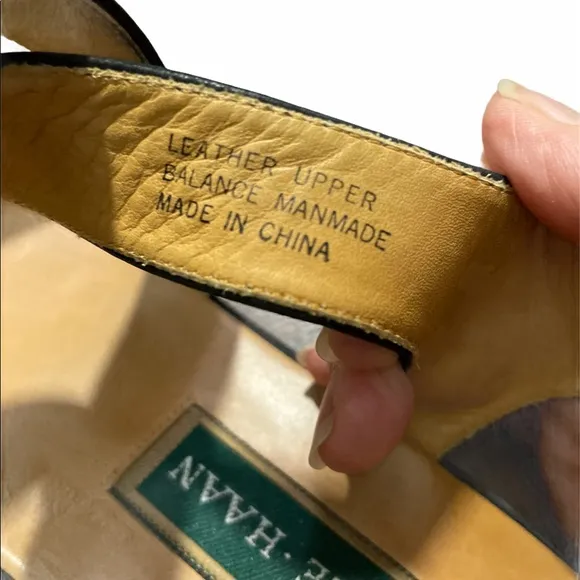 LEATHER UPPER
BALANCE MANMADE
MADE IN CHINA
E·HAAN